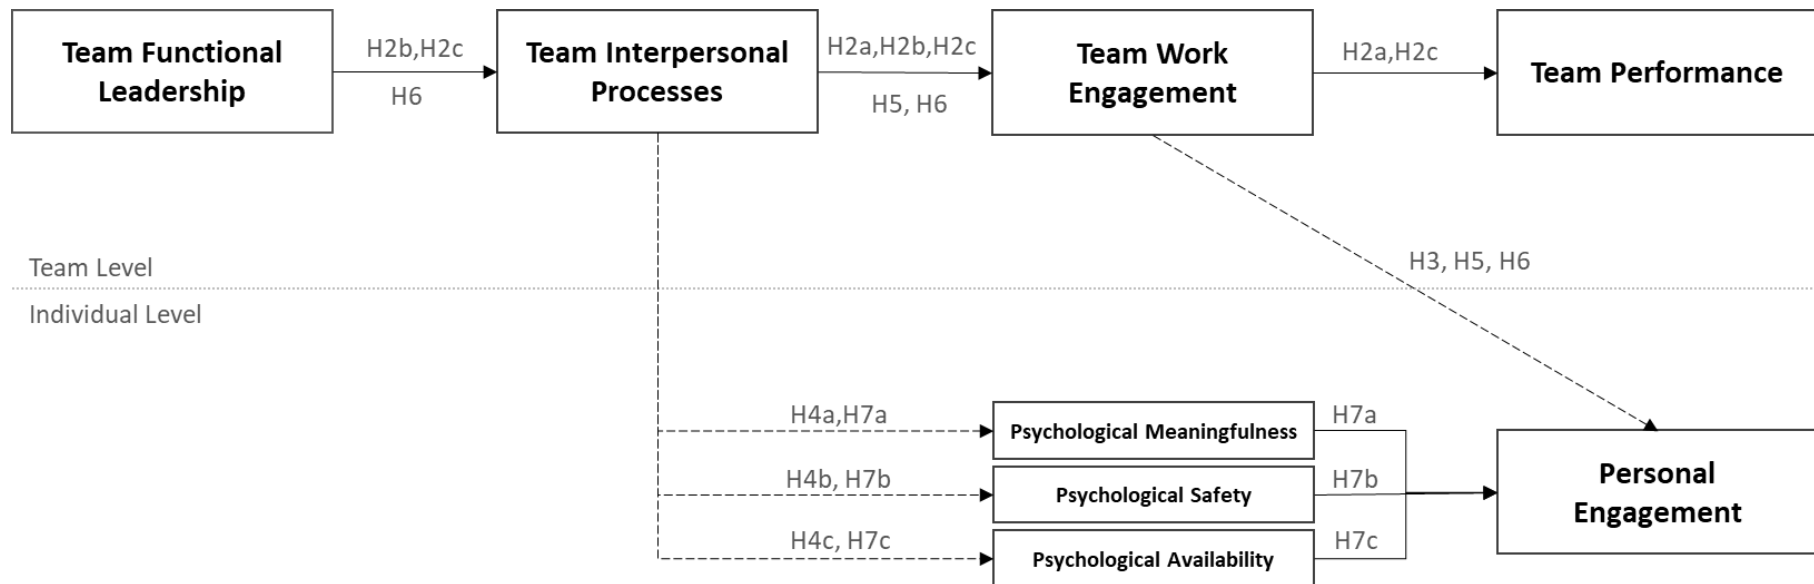 Team Functional
Leadership
H2b,H2c
H6
Team Interpersonal
Processes
H2a,H2b,H2c
H5, H6
Team Work
Engagement
H2a,H2c
Team Performance
H3, H5, H6
Team Level
Individual Level
H4a,H7a
Psychological Meaningfulness
H7a
H4b, H7b
Psychological Safety
H7b
H4c, H7c
Psychological Availability
H7c
Personal
Engagement